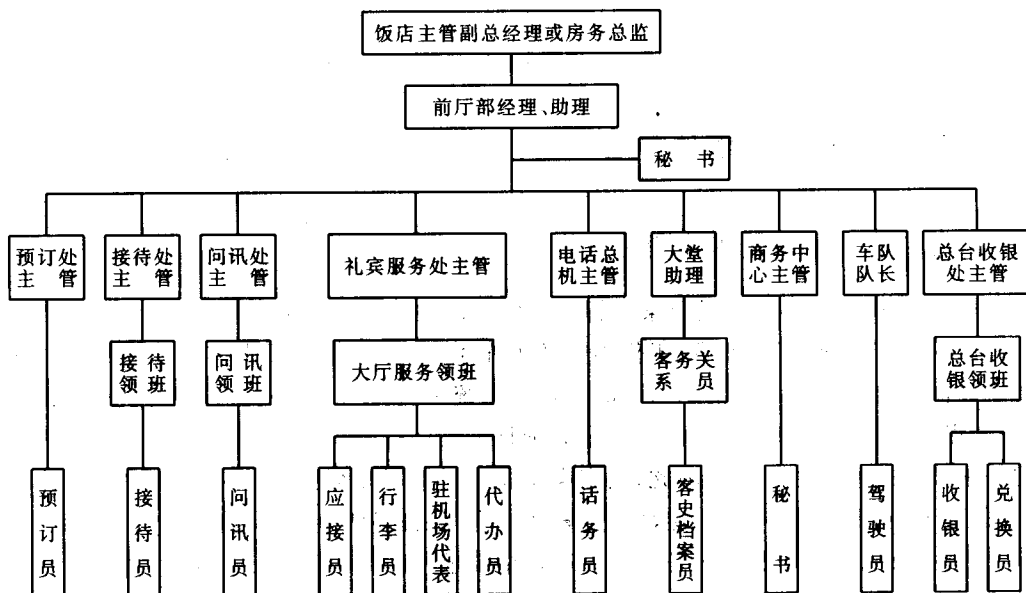 饭店主管副总经理或房务总监
前厅部经理、助理
秘书
预订处
主管
接待处
主管
问讯处
主管
礼宾服务处主管
电话总
机主管
大堂
助理
商务中
心主管
车队
队长
总台收银
处主管
接待
领班
问讯
领班
大厅服务领班
客务关
系员
总台收
银领班
预订员
接待员
问讯员
应接员
行李员
驻机场代表
代办员
话务员
客史档案员
秘书
驾驶员
收银员
兑换员